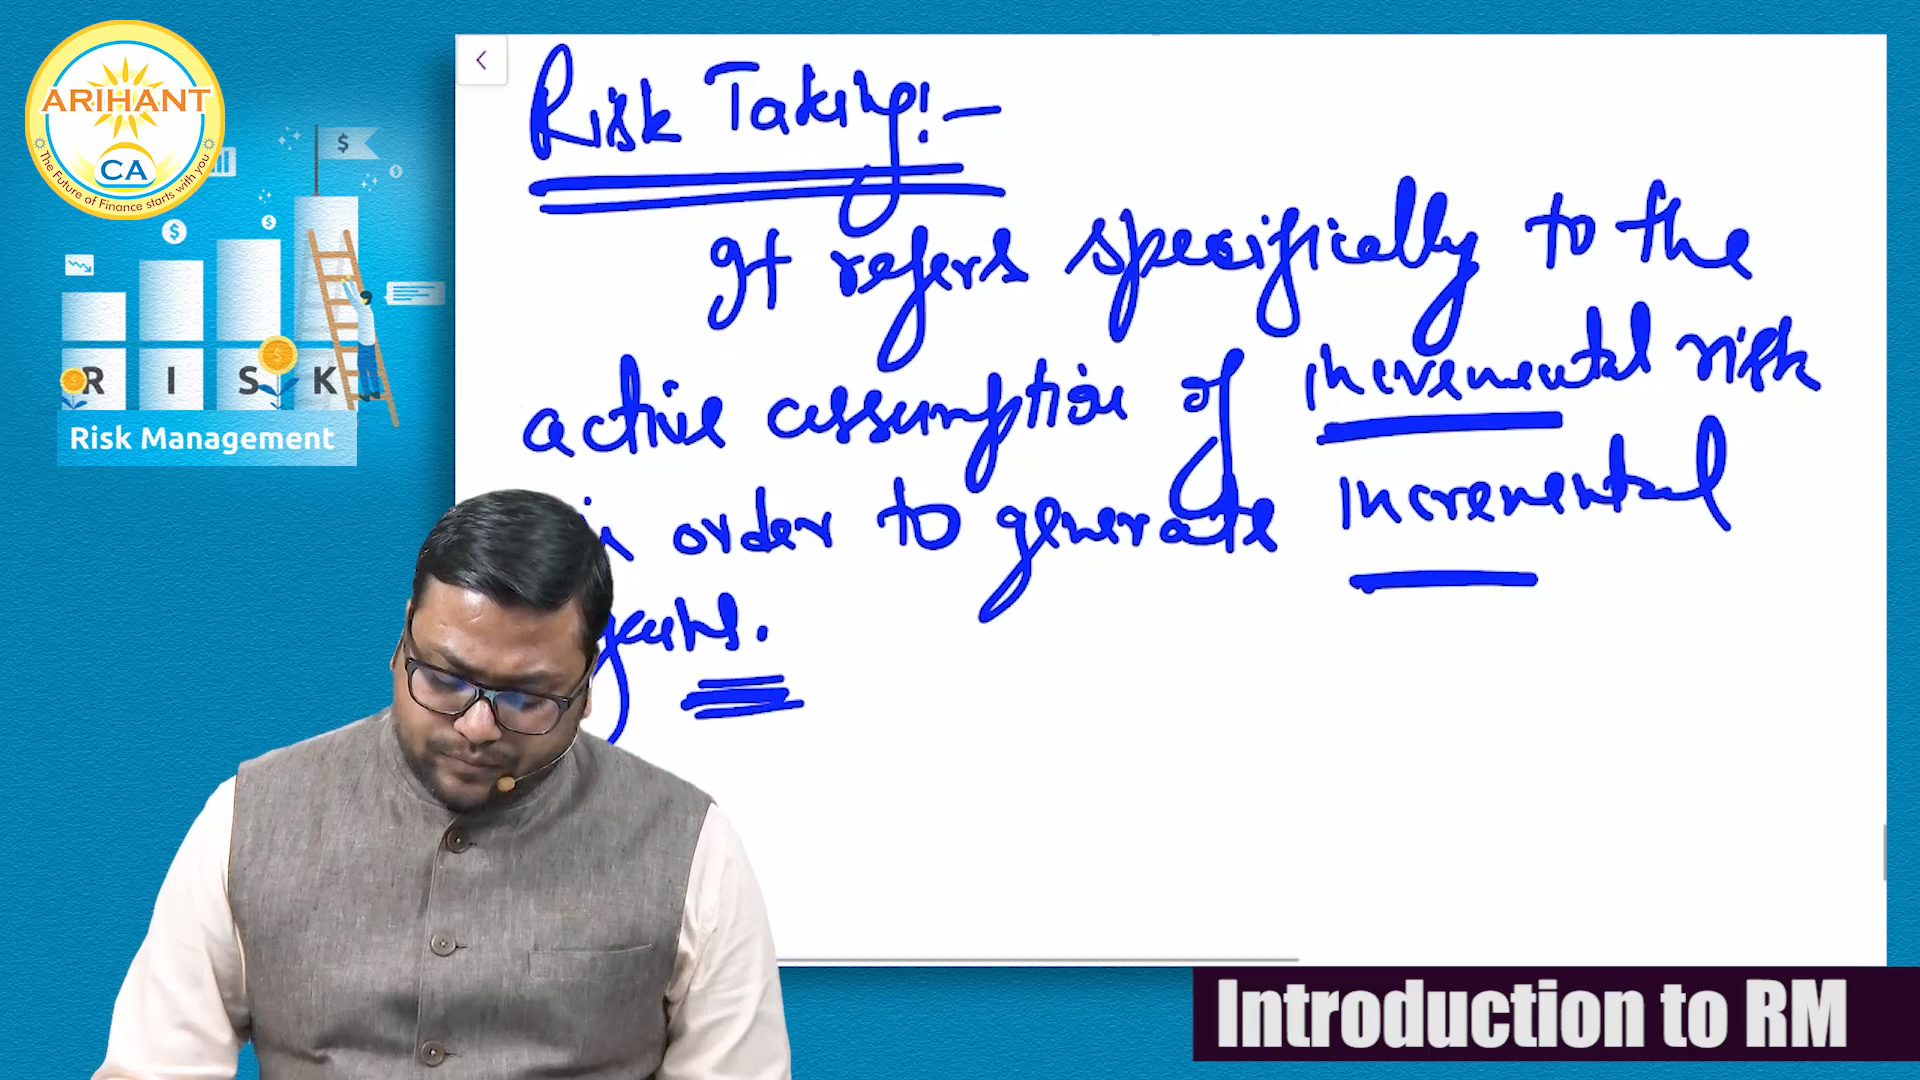 ARIHANT
CA
The Future of Finance starts with you
$
$
$
$
$
R I S K
Risk Management
Risk Taking:-
It refers specifically to the
active assumption of incremental risk
in order to generate incremental
gains.
Introduction to RM